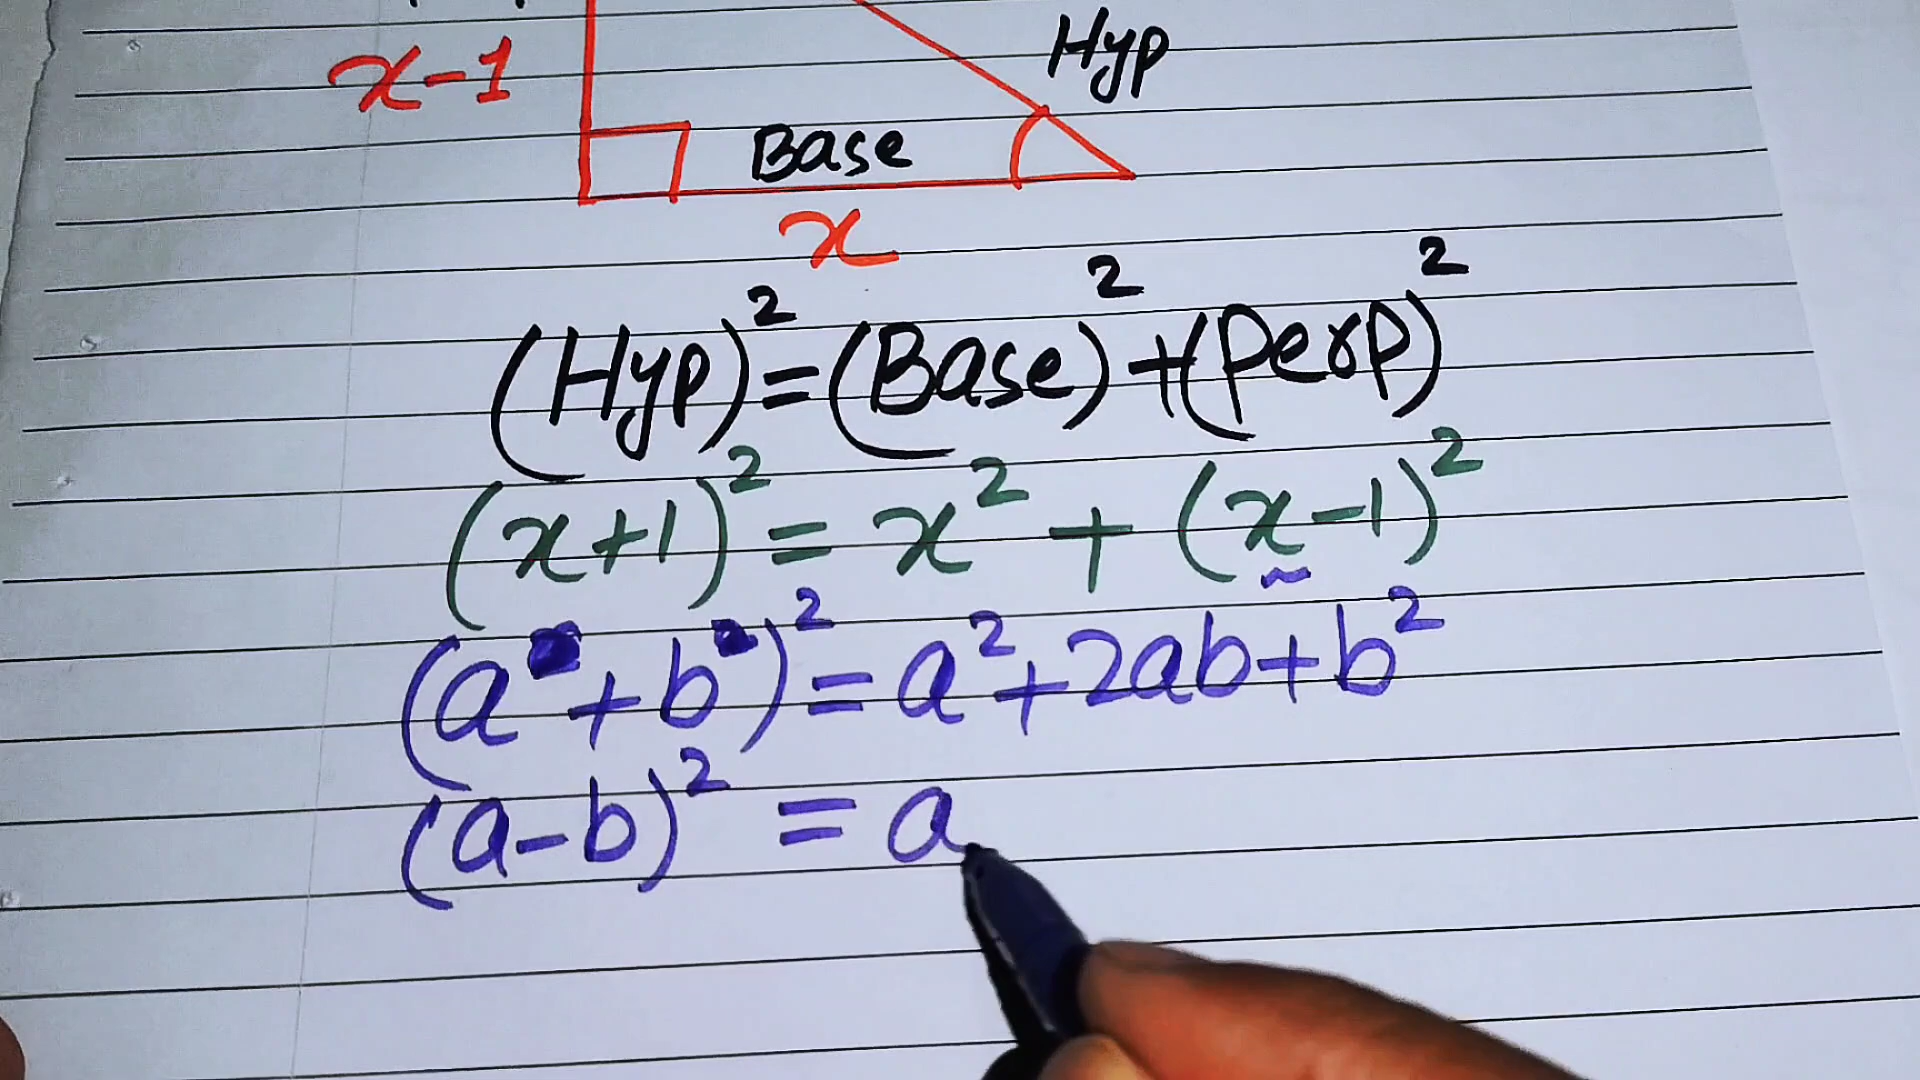 Hyp
x-1
Base
x
(Hyp)² = (Base)² + (Perp)²
(x+1)² = x² + (x-1)²
(a + b)² = a² + 2ab + b²
(a-b)² = a